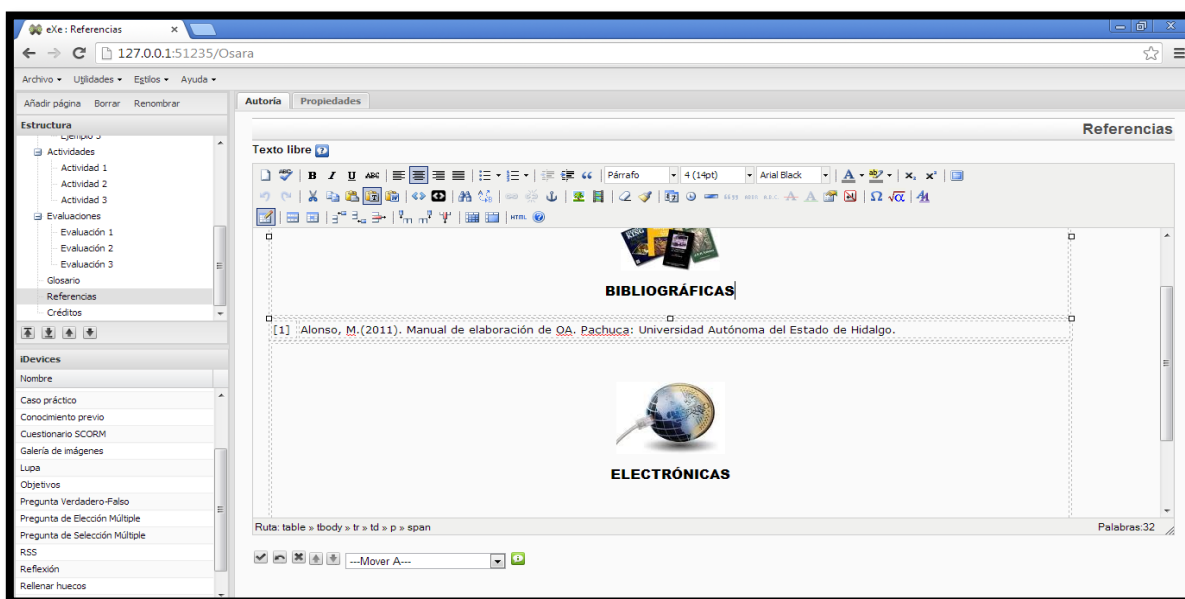 eXe : Referencias
127.0.0.1:51235/Osara
Archivo Utilidades Estilos Ayuda
Añadir página Borrar Renombrar
Autoría Propiedades
Estructura
Ejemplo 3
Actividades
Actividad 1
Actividad 2
Actividad 3
Evaluaciones
Evaluación 1
Evaluación 2
Evaluación 3
Glosario
Referencias
Créditos
iDevices
Nombre
Caso práctico
Conocimiento previo
Cuestionario SCORM
Galería de imágenes
Lupa
Objetivos
Pregunta Verdadero-Falso
Pregunta de Elección Múltiple
Pregunta de Selección Múltiple
RSS
Reflexión
Rellenar huecos
Referencias
Texto libre
Párrafo 4 (14pt) Arial Black
HTML
BIBLIOGRÁFICAS
[1] Alonso, M.(2011). Manual de elaboración de OA. Pachuca: Universidad Autónoma del Estado de Hidalgo.
ELECTRÓNICAS
Ruta: table » tbody » tr » td » p » span
Palabras:32
---Mover A---